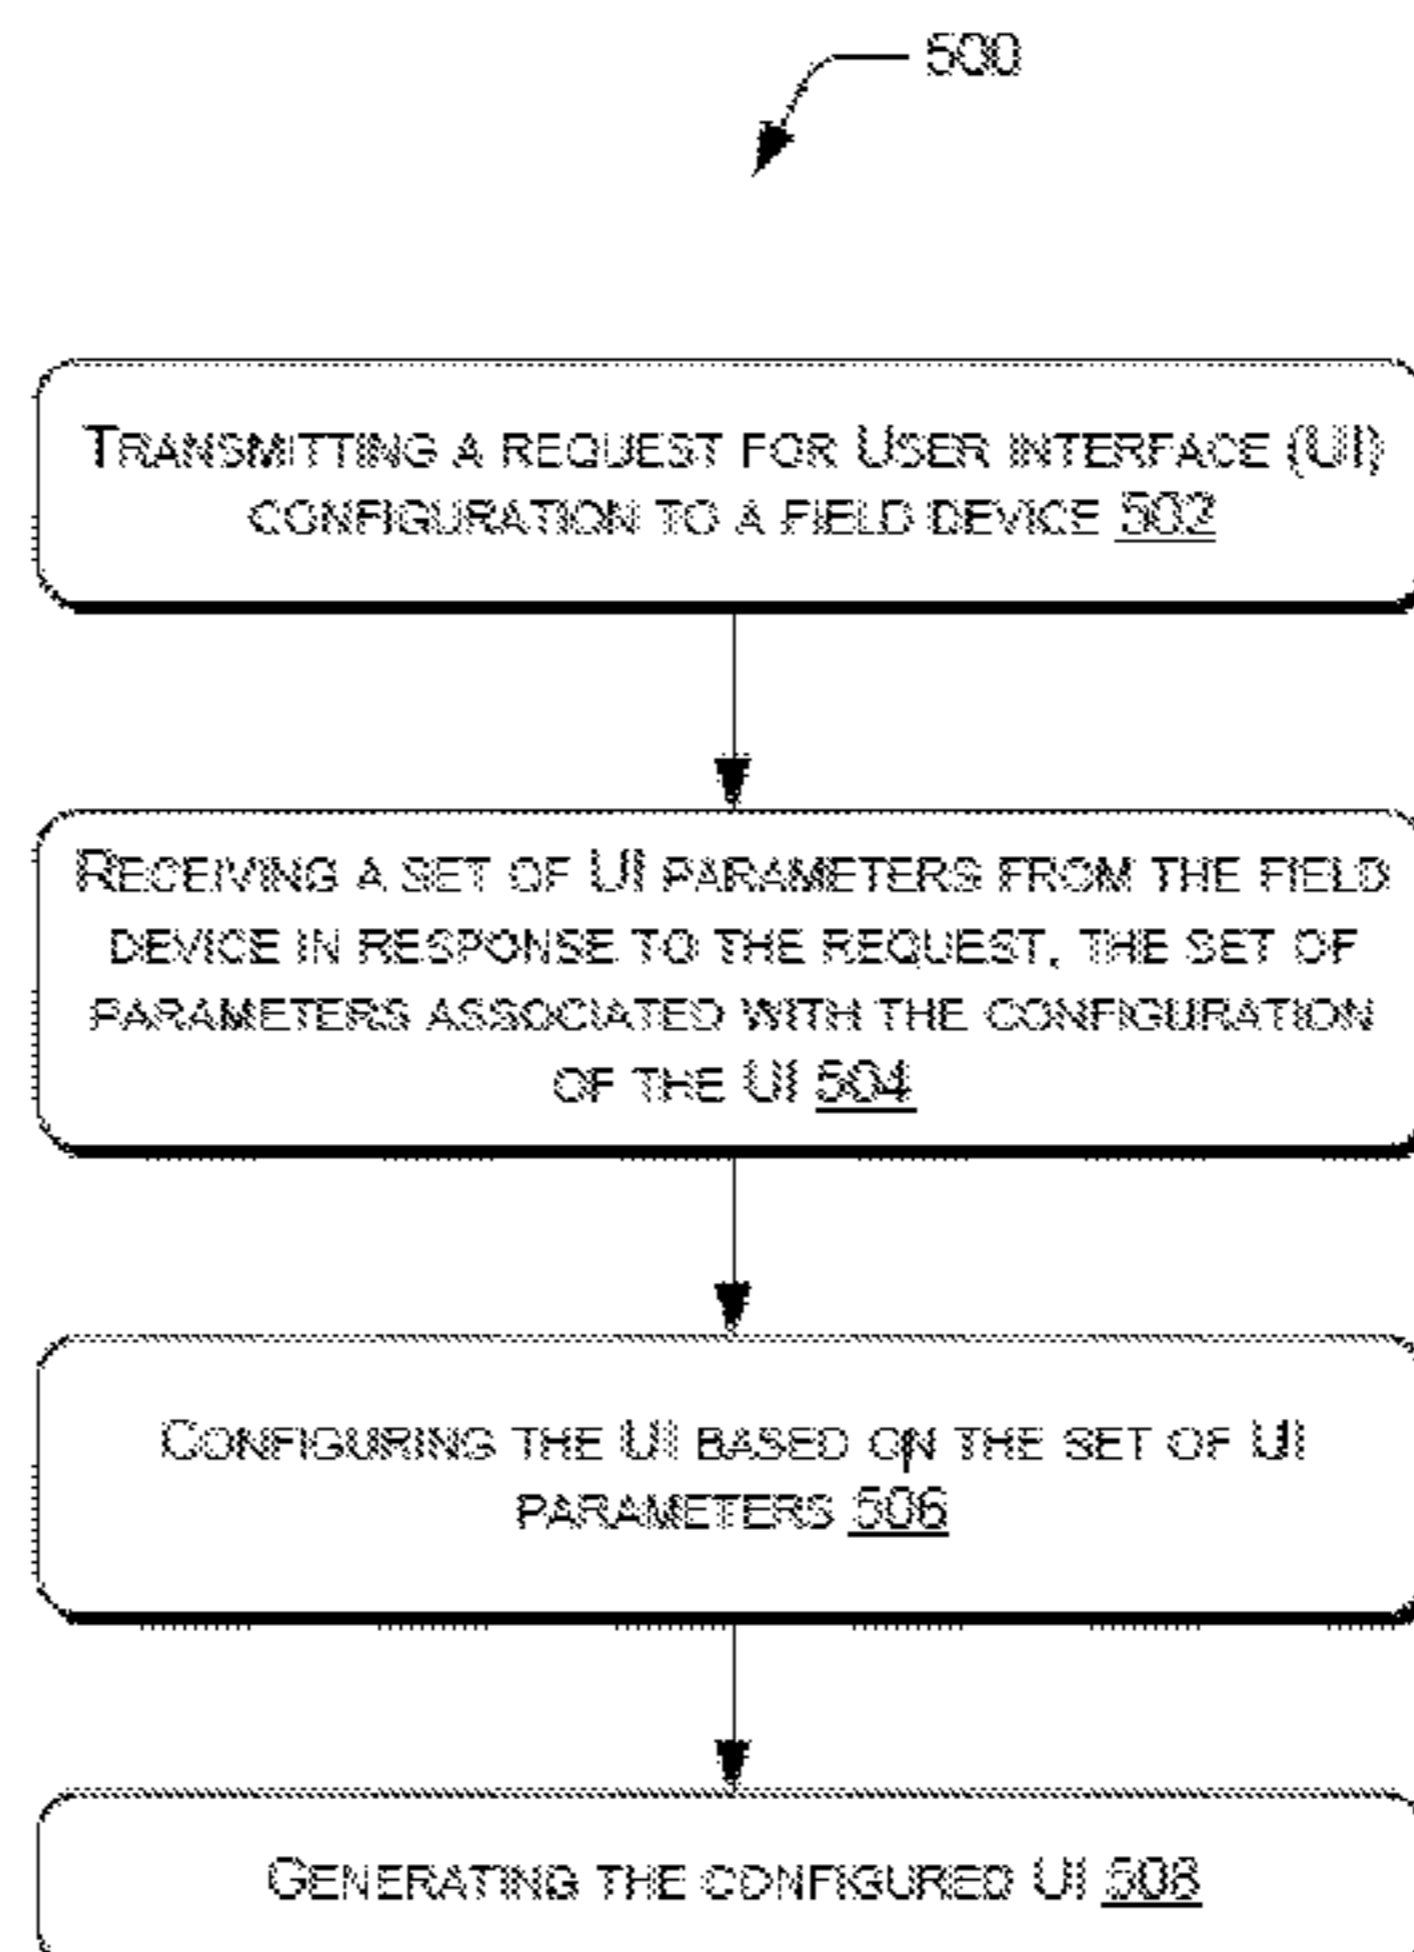 500
TRANSMITTING A REQUEST FOR USER INTERFACE (UI)
CONFIGURATION TO A FIELD DEVICE 502
RECEIVING A SET OF UI PARAMETERS FROM THE FIELD
DEVICE IN RESPONSE TO THE REQUEST, THE SET OF
PARAMETERS ASSOCIATED WITH THE CONFIGURATION
OF THE UI 504
CONFIGURING THE UI BASED ON THE SET OF UI
PARAMETERS 506
GENERATING THE CONFIGURED UI 508